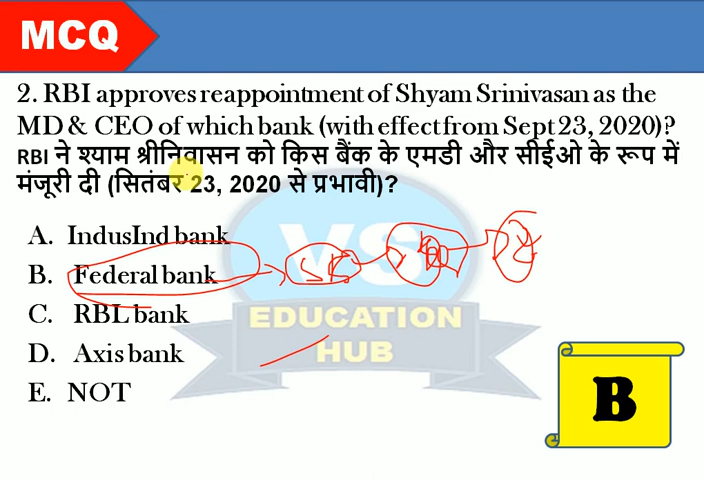 MCQ
2. RBI approves reappointment of Shyam Srinivasan as the
MD & CEO of which bank (with effect from Sept 23, 2020)?
RBI ने श्याम श्रीनिवासन को किस बैंक के एमडी और सीईओ के रूप में
मंजूरी दी (सितंबर 23, 2020 से प्रभावी)?
A. IndusInd bank
B. Federal bank
C. RBL bank
D. Axis bank
E. NOT
VS
EDUCATION
HUB
B